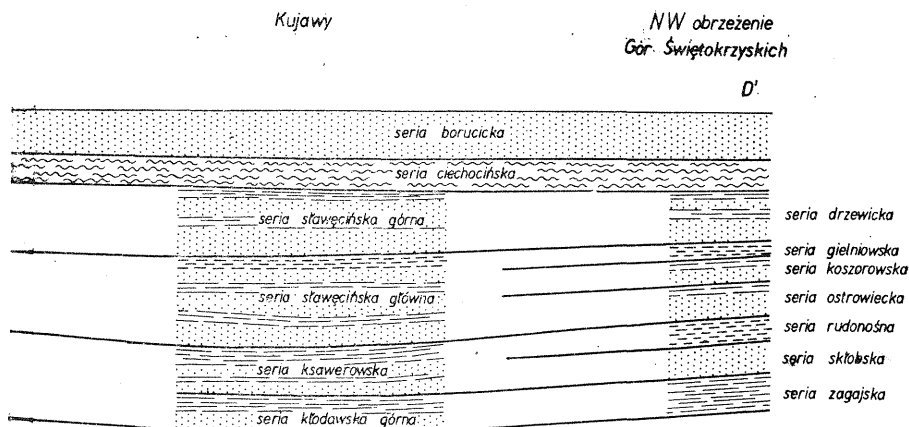 Kujawy
NW obrzeżenie
Gór Świętokrzyskich
D'
seria borucicka
seria ciechocińska
seria sławęcińska górna
seria drzewicka
seria gielniowska
seria koszorowska
seria sławęcińska główna
seria ostrowiecka
seria rudonośna
seria skłobska
seria ksawerowska
seria zagajska
seria kłodawska górna